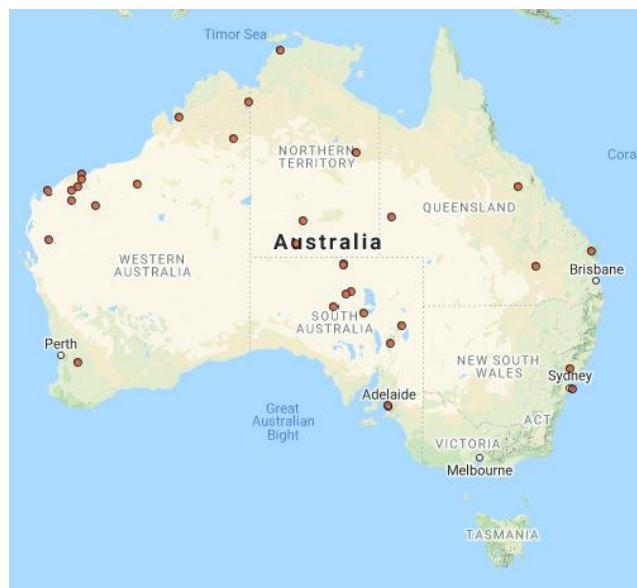 Timor Sea
NORTHERN
TERRITORY
Cora
QUEENSLAND
Australia
WESTERN
AUSTRALIA
Brisbane
SOUTH
AUSTRALIA
Perth
NEW SOUTH
WALES
Sydney
Adelaide
Great
Australian
Bight
ACT
VICTORIA
Melbourne
TASMANIA